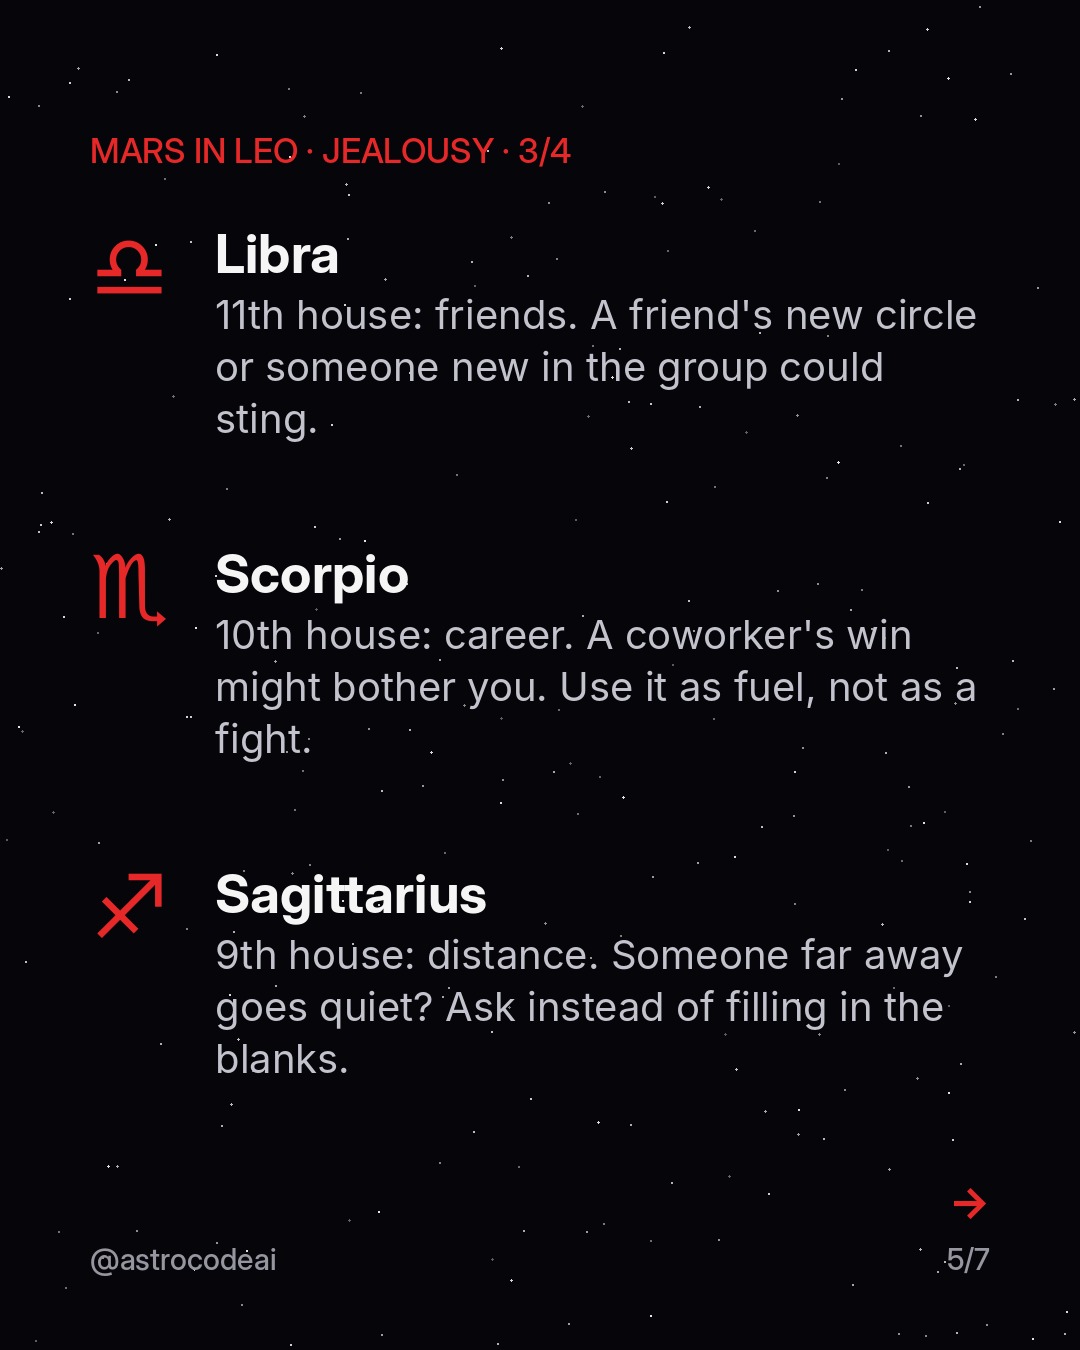 MARS IN LEO · JEALOUSY · 3/4
Libra
11th house: friends. A friend's new circle
or someone new in the group could
sting.
Scorpio
10th house: career. A coworker's win
might bother you. Use it as fuel, not as a
fight.
Sagittarius
9th house: distance. Someone far away
goes quiet? Ask instead of filling in the
blanks.
@astrocodeai
5/7